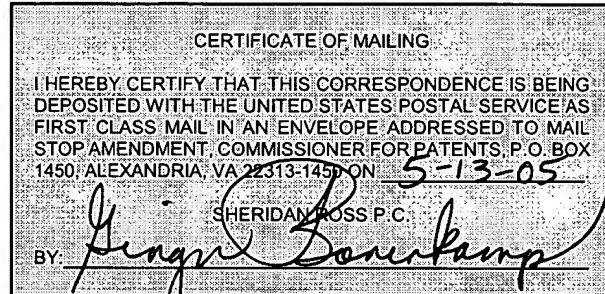 CERTIFICATE OF MAILING
I HEREBY CERTIFY THAT THIS CORRESPONDENCE IS BEING
DEPOSITED WITH THE UNITED STATES POSTAL SERVICE AS
FIRST CLASS MAIL IN AN ENVELOPE ADDRESSED TO MAIL
STOP AMENDMENT, COMMISSIONER FOR PATENTS, P.O. BOX
1450, ALEXANDRIA, VA 22313-1450 ON 5-13-05
SHERIDAN ROSS P.C.
BY: